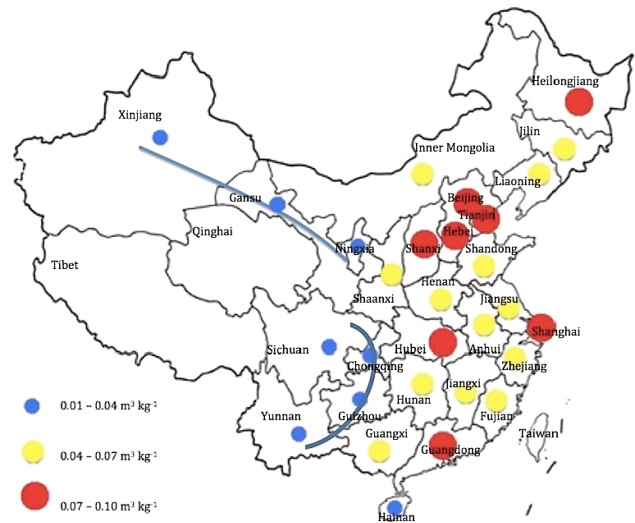 Heilongjiang
Xinjiang
Jilin
Inner Mongolia
Liaoning
Gansu
Beijing
Tianjin
Qinghai
Hebei
Ningxia
Shanxi
Shandong
Tibet
Henan
Shaanxi
Jiangsu
Shanghai
Sichuan
Hubei
Anhui
Chongqing
Zhejiang
Jiangxi
Hunan
0.01 – 0.04 m³ kg⁻¹
Yunnan
Guizhou
Fujian
Guangxi
Taiwan
Guangdong
0.04 – 0.07 m³ kg⁻¹
0.07 – 0.10 m³ kg⁻¹
Hainan